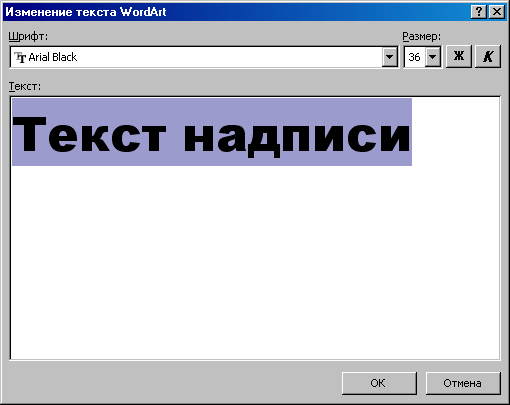 Изменение текста WordArt
Шрифт: Размер:
Arial Black 36 Ж К
Текст:
Текст надписи
ОК Отмена